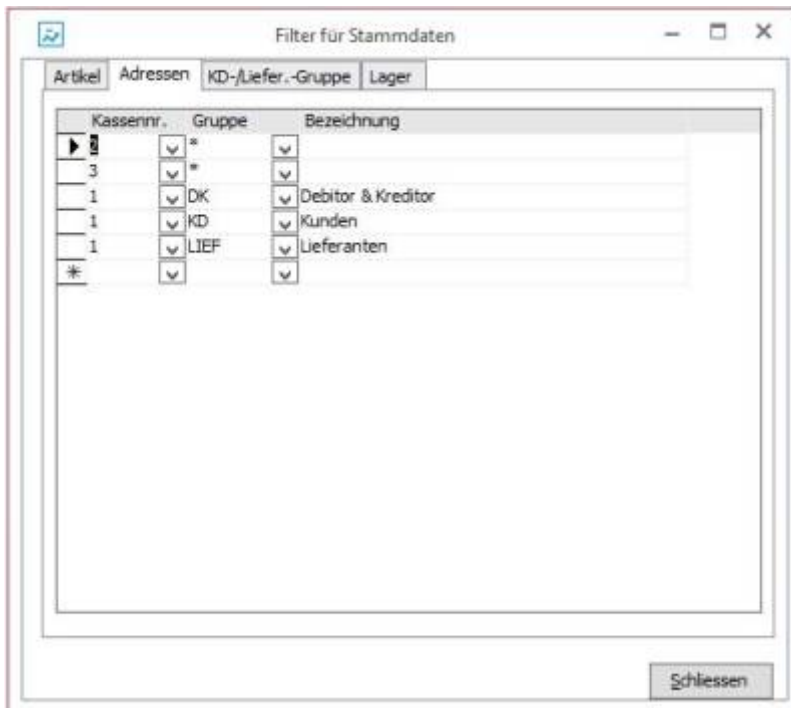 Filter für Stammdaten
Artikel Adressen KD-/Liefer.-Gruppe Lager
Kassennr. Gruppe Bezeichnung
2 *
3 *
1 DK Debitor & Kreditor
1 KD Kunden
1 LIEF Lieferanten
*
Schliessen